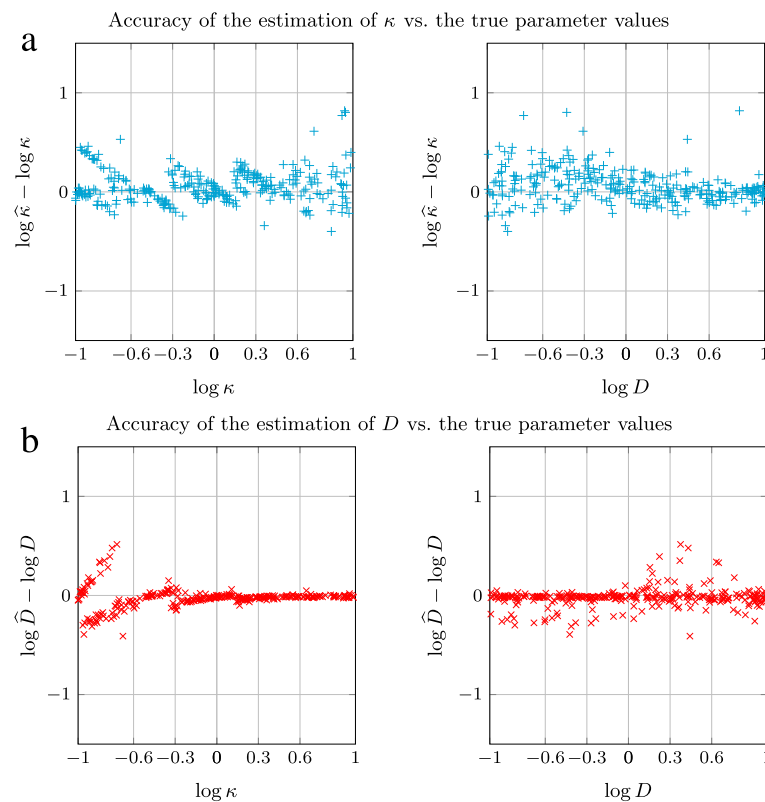 Accuracy of the estimation of κ vs. the true parameter values
a
log κ̂ − log κ
1
0
−1
−1 −0.6 −0.3 0 0.3 0.6 1
log κ
log κ̂ − log κ
1
0
−1
−1 −0.6 −0.3 0 0.3 0.6 1
log D
Accuracy of the estimation of D vs. the true parameter values
b
log D̂ − log D
1
0
−1
−1 −0.6 −0.3 0 0.3 0.6 1
log κ
log D̂ − log D
1
0
−1
−1 −0.6 −0.3 0 0.3 0.6 1
log D